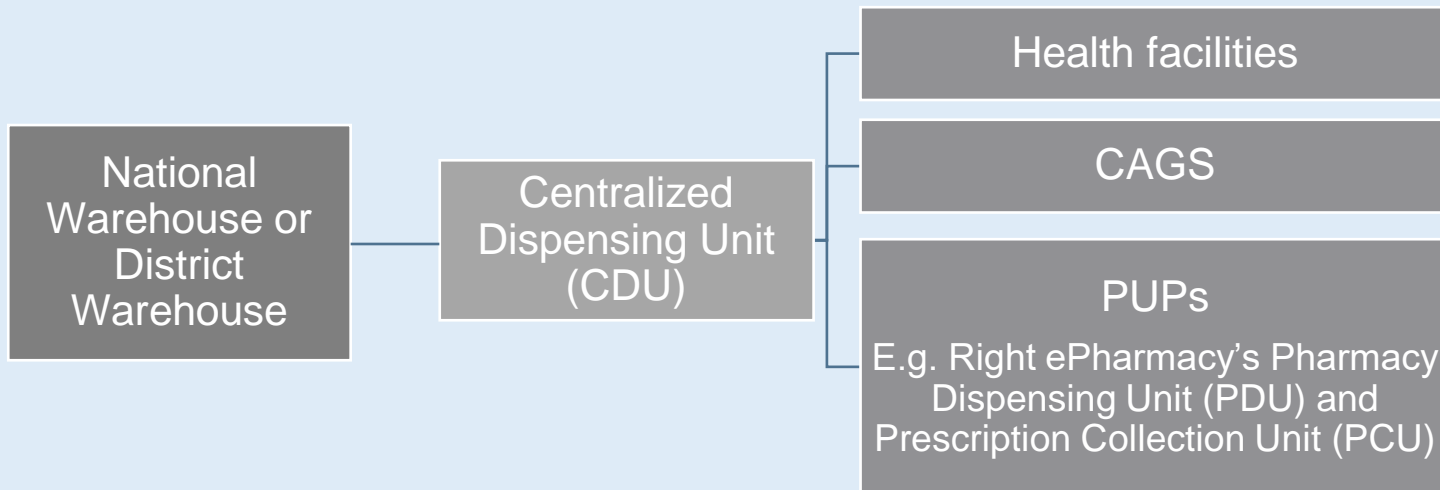 National
Warehouse or
District
Warehouse
Centralized
Dispensing Unit
(CDU)
Health facilities
CAGS
PUPs
E.g. Right ePharmacy’s Pharmacy
Dispensing Unit (PDU) and
Prescription Collection Unit (PCU)